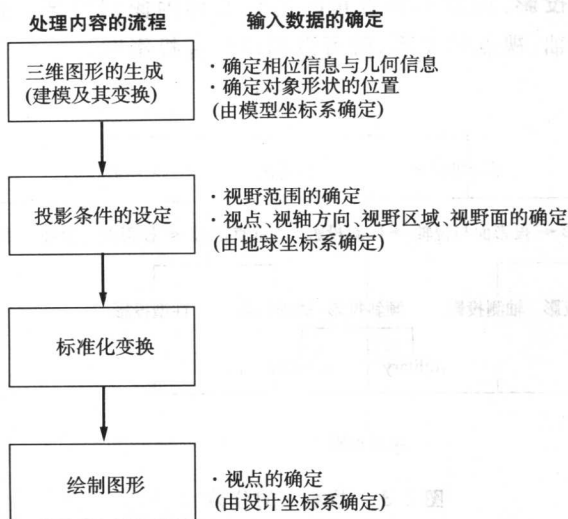 处理内容的流程
输入数据的确定
三维图形的生成
(建模及其变换)
·确定相位信息与几何信息
·确定对象形状的位置
(由模型坐标系确定)
投影条件的设定
·视野范围的确定
·视点、视轴方向、视野区域、视野面的确定
(由地球坐标系确定)
标准化变换
绘制图形
·视点的确定
(由设计坐标系确定)